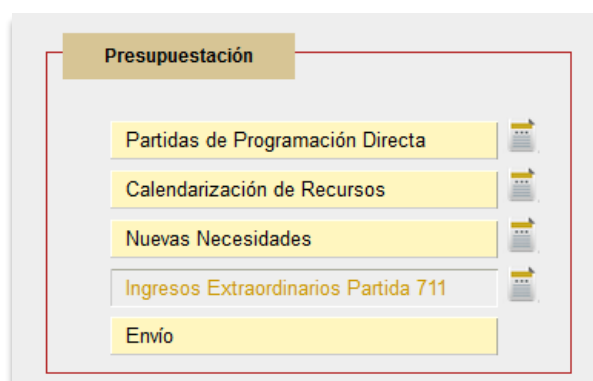 Presupuestación
Partidas de Programación Directa
Calendarización de Recursos
Nuevas Necesidades
Ingresos Extraordinarios Partida 711
Envío